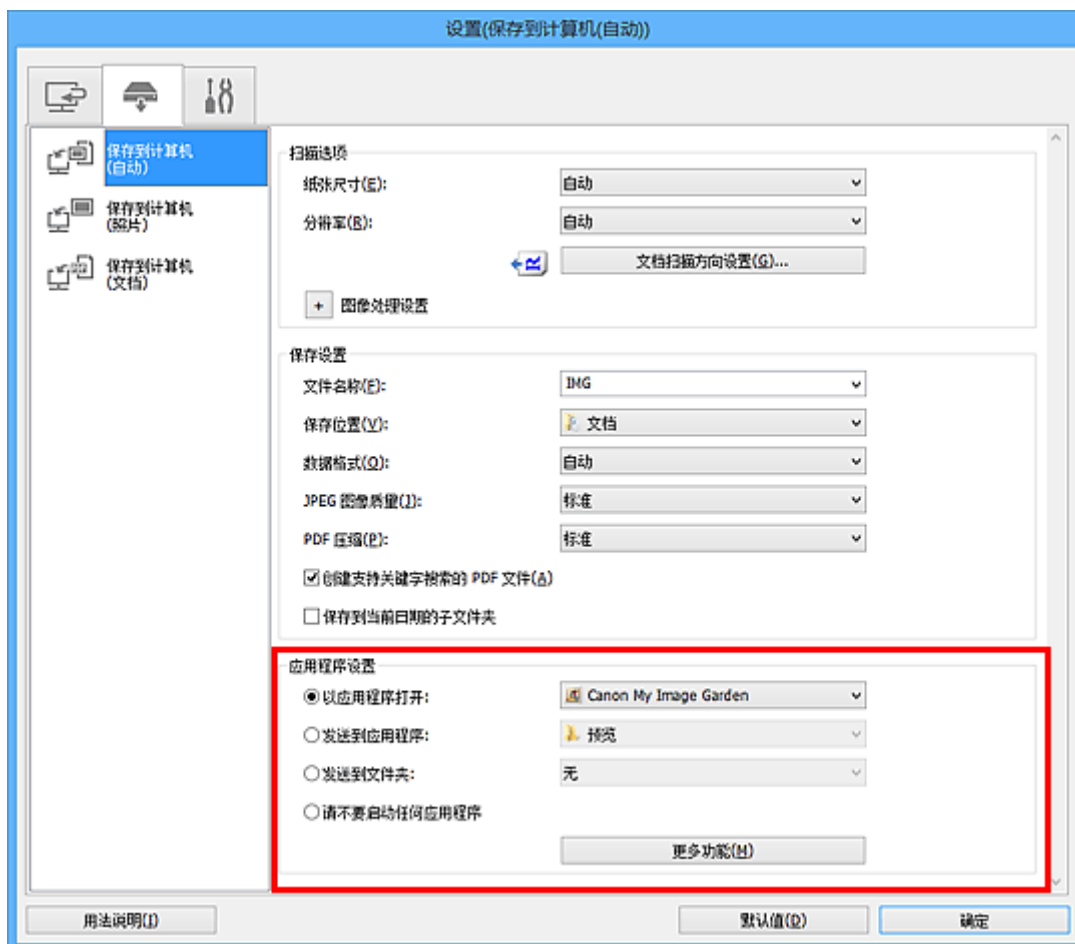 设置(保存到计算机(自动))
保存到计算机
(自动)
保存到计算机
(照片)
保存到计算机
(文档)
扫描选项
纸张尺寸(E):
自动
分辨率(R):
自动
文档扫描方向设置(G)...
+ 图像处理设置
保存设置
文件名称(F):
IMG
保存位置(V):
文档
数据格式(O):
自动
JPEG 图像质量(J):
标准
PDF 压缩(P):
标准
创建支持关键字搜索的 PDF 文件(A)
保存到当前日期的子文件夹
应用程序设置
以应用程序打开:
Canon My Image Garden
发送到应用程序:
预览
发送到文件夹:
无
请不要启动任何应用程序
更多功能(M)
用法说明(I)
默认值(D)
确定